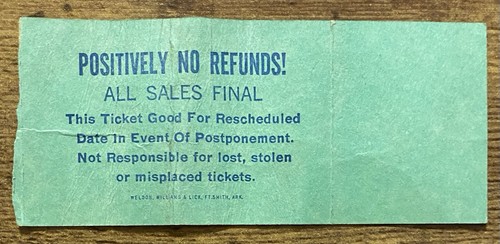 POSITIVELY NO REFUNDS!
ALL SALES FINAL
This Ticket Good For Rescheduled
Date In Event Of Postponement.
Not Responsible for lost, stolen
or misplaced tickets.
WELDON, WILLIAMS & LICK, FT. SMITH, ARK.